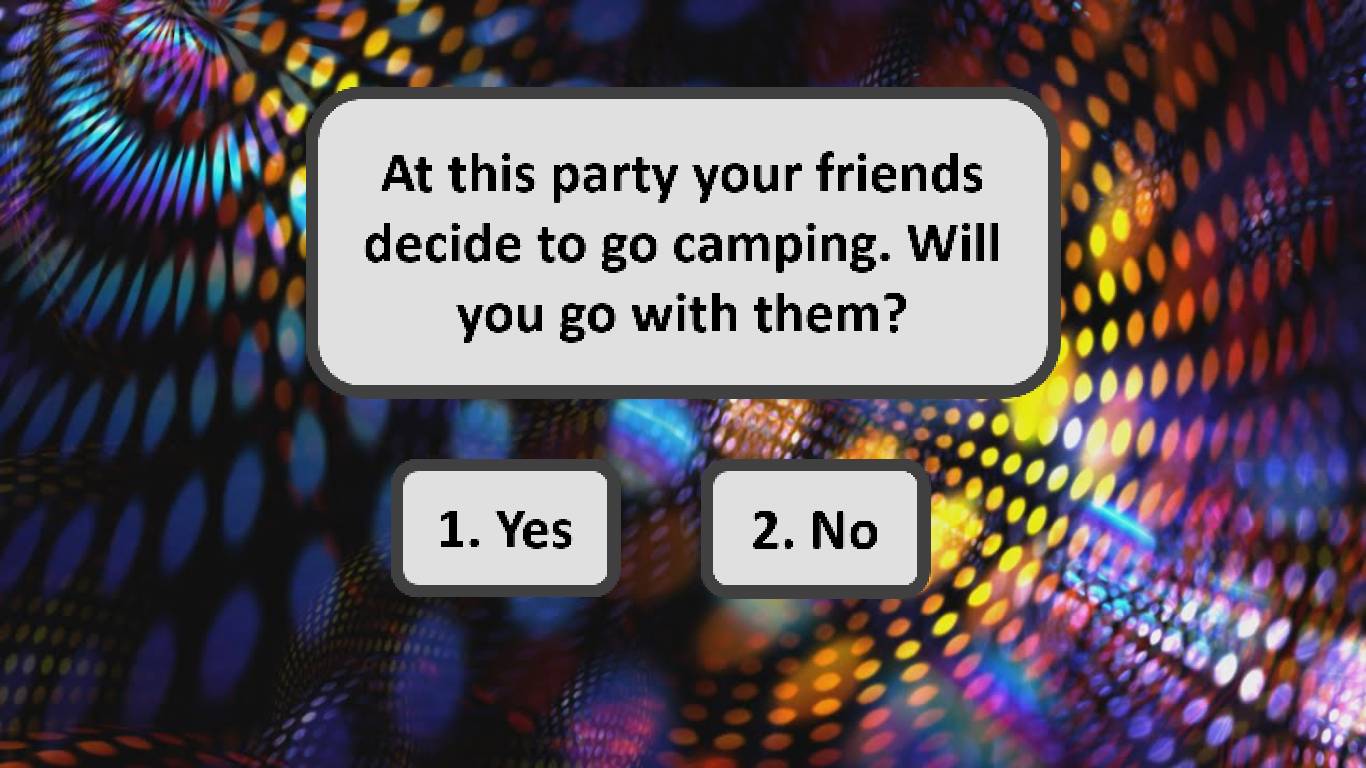 At this party your friends
decide to go camping. Will
you go with them?
1. Yes
2. No